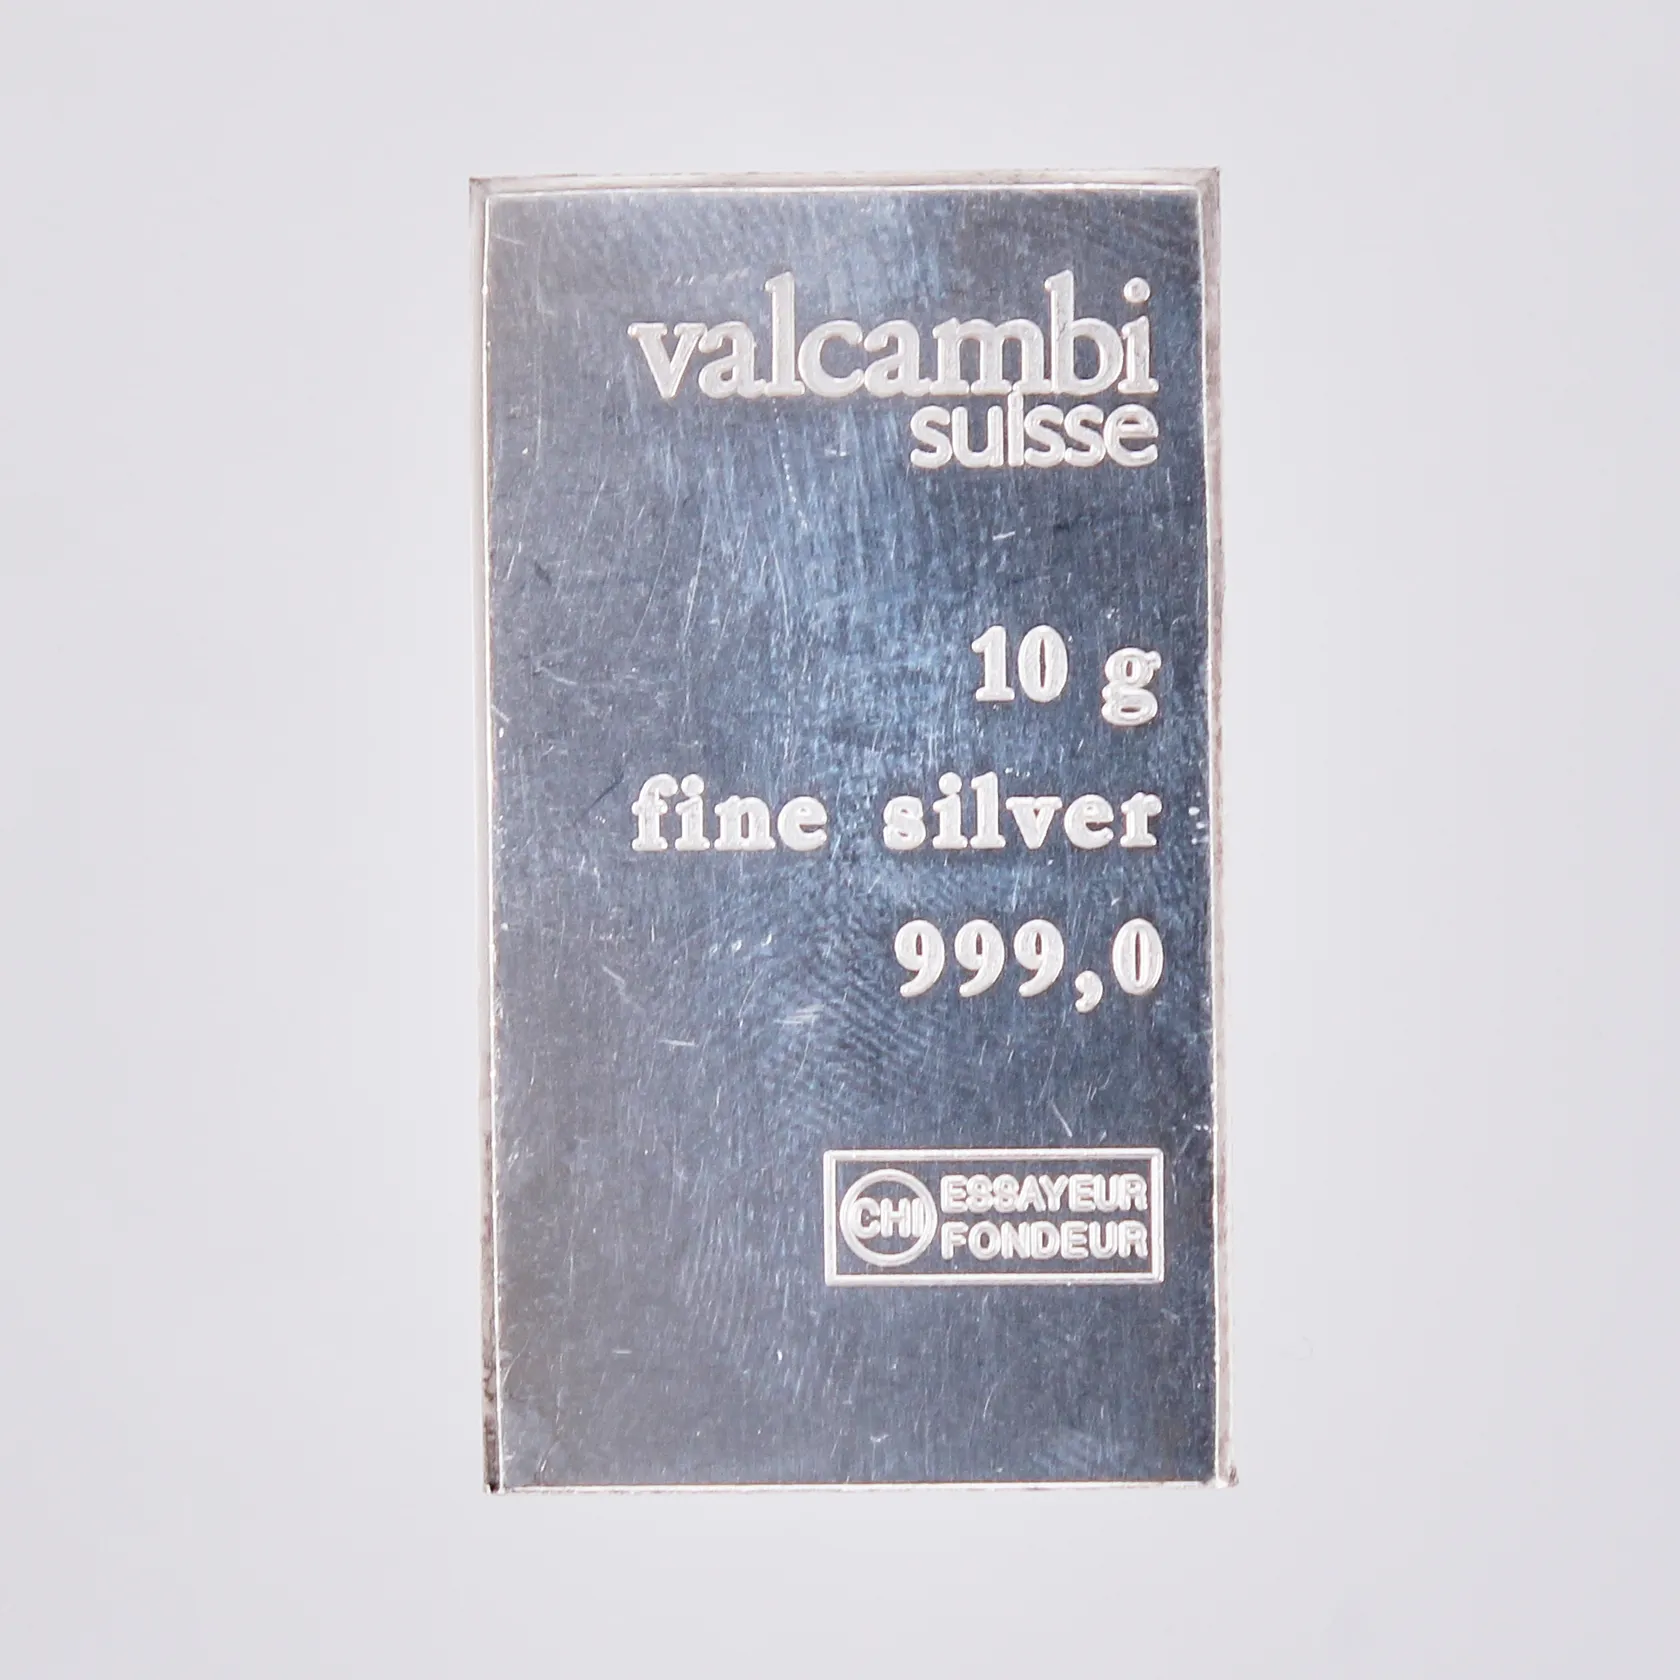 valcambi
suisse
10 g
fine silver
999,0
CHI ESSAYEUR
FONDEUR